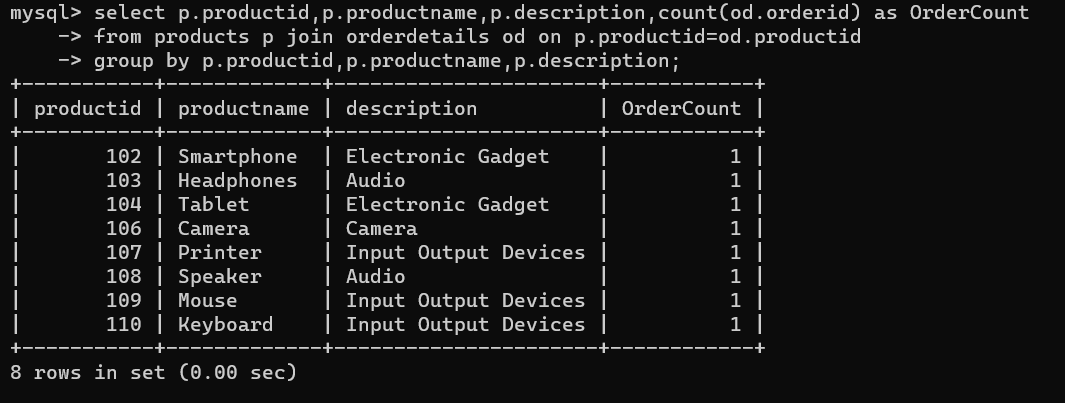 mysql> select p.productid,p.productname,p.description,count(od.orderid) as OrderCount
    -> from products p join orderdetails od on p.productid=od.productid
    -> group by p.productid,p.productname,p.description;
+-----------+-------------+----------------------+------------+
| productid | productname | description          | OrderCount |
+-----------+-------------+----------------------+------------+
|       102 | Smartphone  | Electronic Gadget    |          1 |
|       103 | Headphones  | Audio                |          1 |
|       104 | Tablet      | Electronic Gadget    |          1 |
|       106 | Camera      | Camera               |          1 |
|       107 | Printer     | Input Output Devices |          1 |
|       108 | Speaker     | Audio                |          1 |
|       109 | Mouse       | Input Output Devices |          1 |
|       110 | Keyboard    | Input Output Devices |          1 |
+-----------+-------------+----------------------+------------+
8 rows in set (0.00 sec)